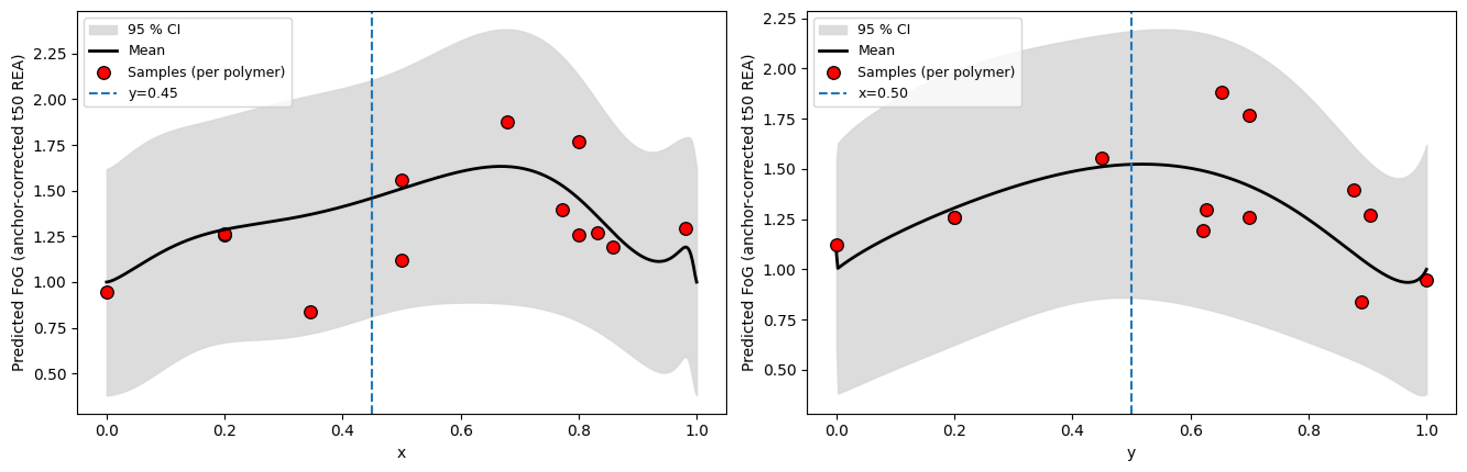 Predicted FoG (anchor-corrected t50 REA)
2.25
2.00
1.75
1.50
1.25
1.00
0.75
0.50
95 % CI
Mean
Samples (per polymer)
y=0.45
0.0
0.2
0.4
0.6
0.8
1.0
x
Predicted FoG (anchor-corrected t50 REA)
2.25
2.00
1.75
1.50
1.25
1.00
0.75
0.50
95 % CI
Mean
Samples (per polymer)
x=0.50
0.0
0.2
0.4
0.6
0.8
1.0
y